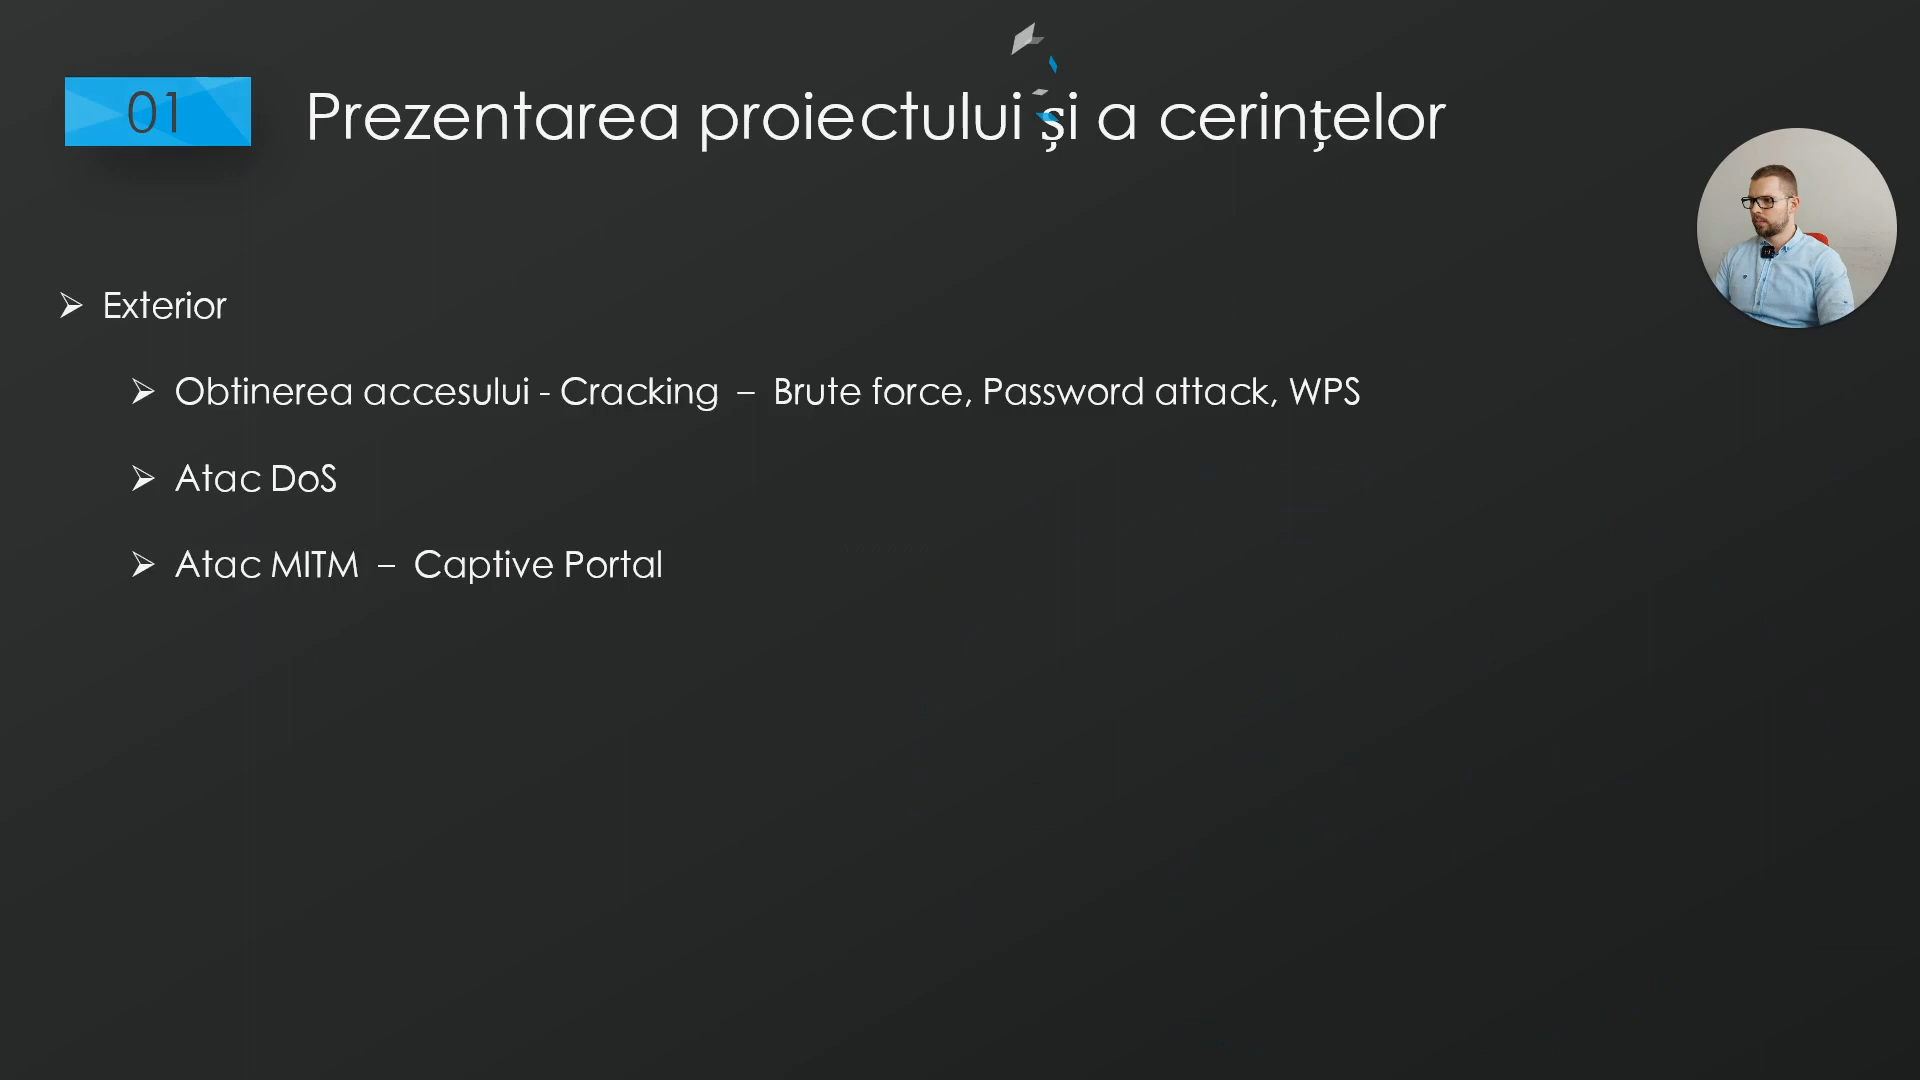 01
Prezentarea proiectului și a cerințelor
Exterior
Obtinerea accesului - Cracking – Brute force, Password attack, WPS
Atac DoS
Atac MITM – Captive Portal